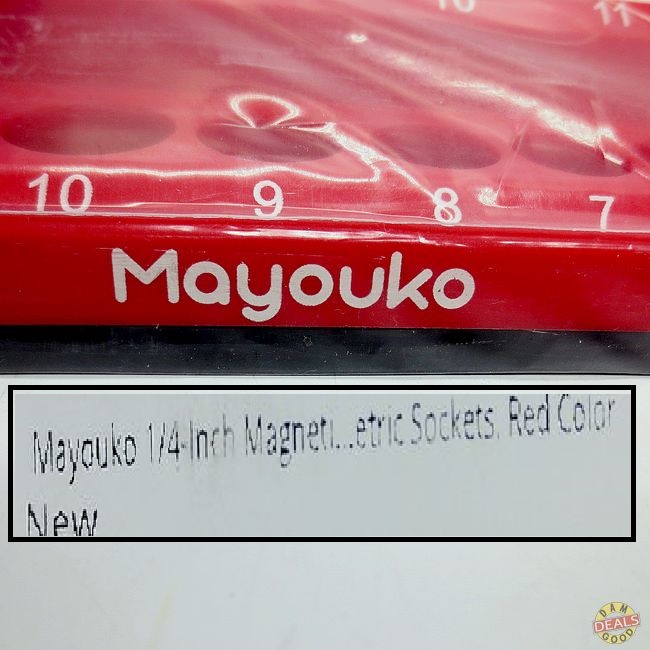 10 11
10 9 8 7
Mayouko
Mayouko 1/4-Inch Magneti...etric Sockets, Red Color
New
DAM
DEALS
GOOD